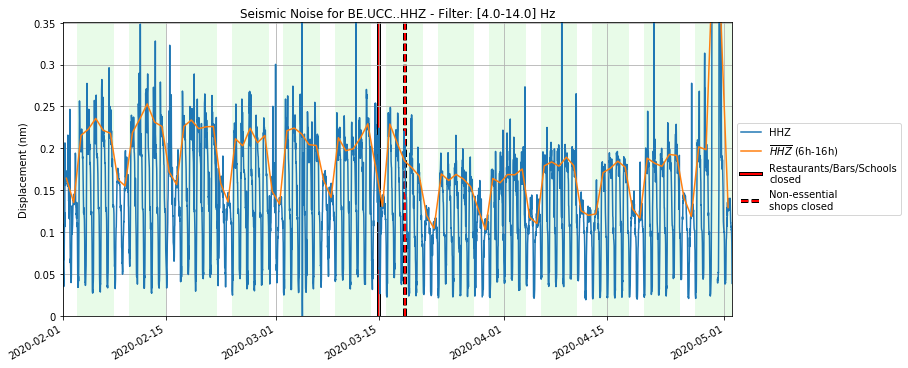 Seismic Noise for BE.UCC..HHZ - Filter: [4.0-14.0] Hz
Displacement (nm)
0.35
0.3
0.25
0.2
0.15
0.1
0.05
0
2020-02-01
2020-02-15
2020-03-01
2020-03-15
2020-04-01
2020-04-15
2020-05-01
HHZ
HHZ (6h-16h)
Restaurants/Bars/Schools
closed
Non-essential
shops closed